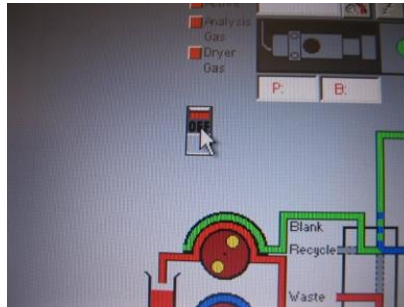 Analysis
Gas
Dryer
Gas
P: B:
OFF
Blank
Recycle
Waste